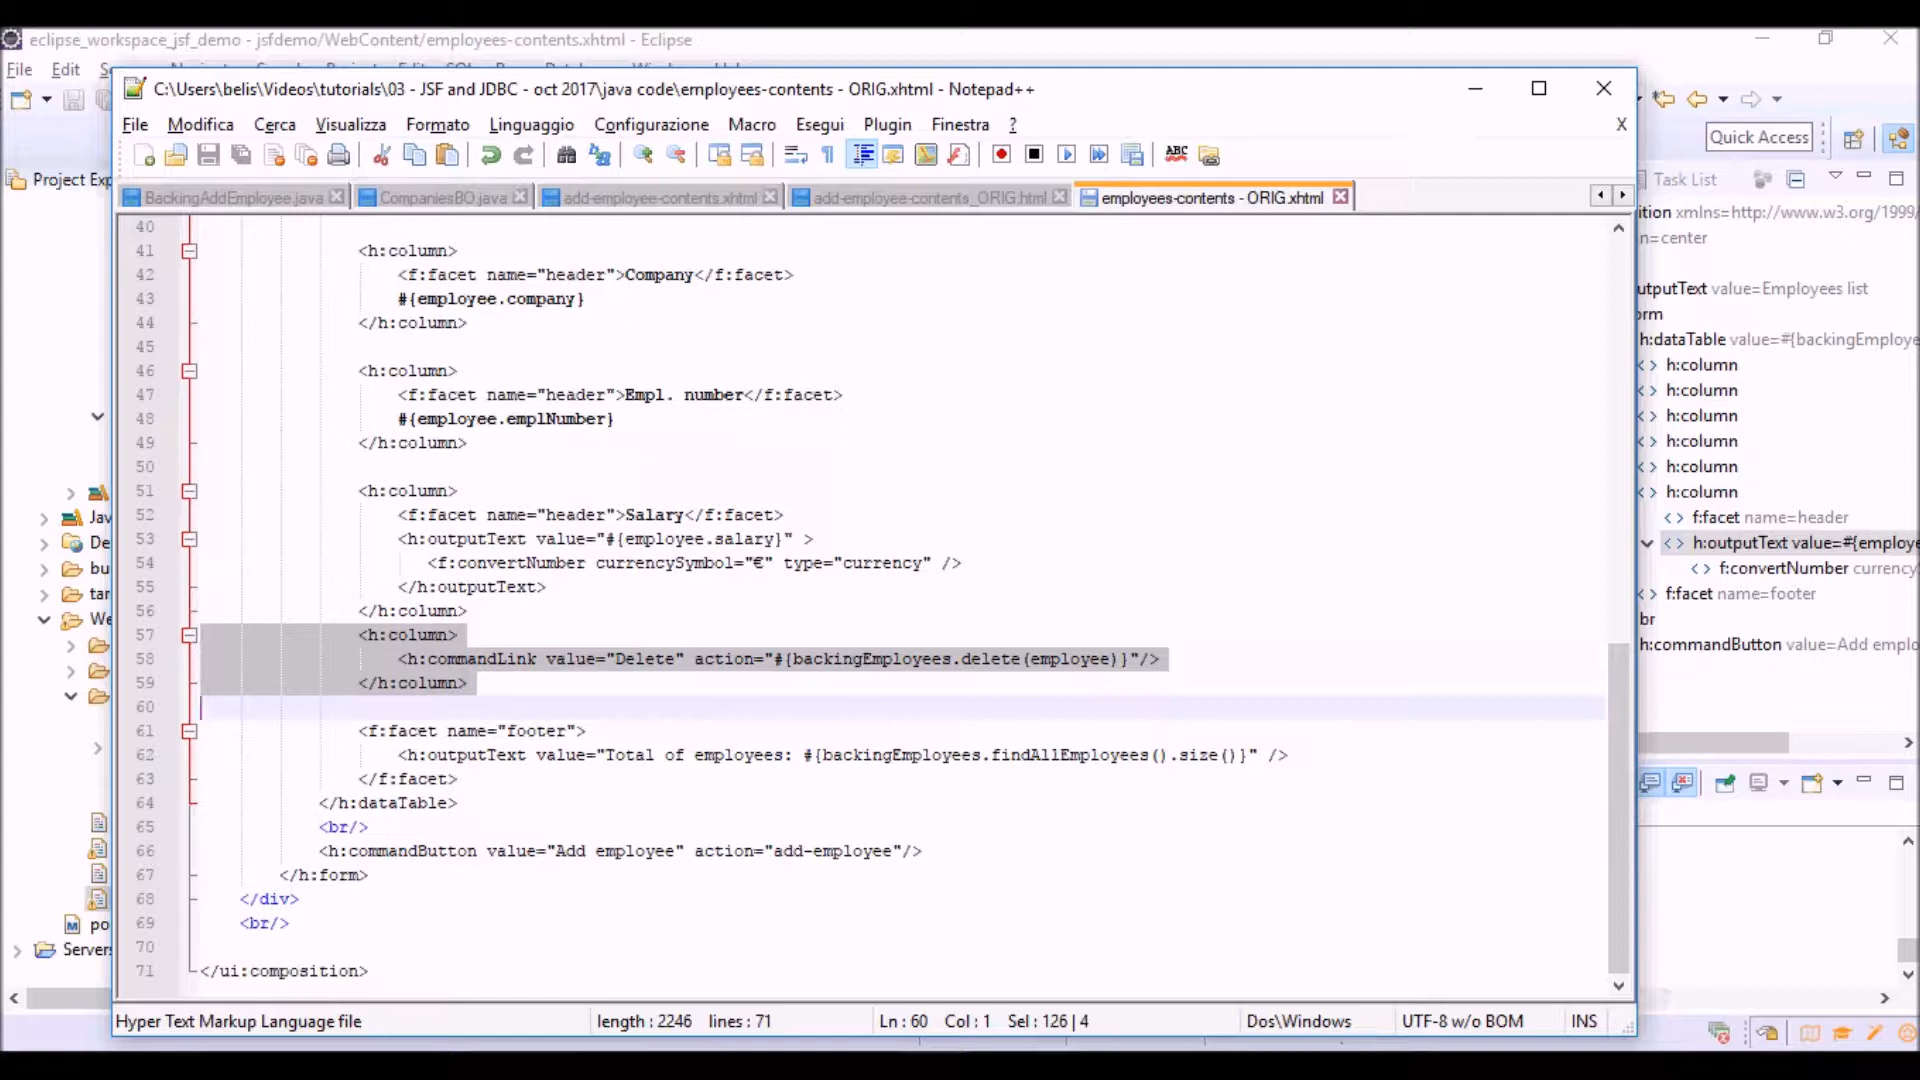 eclipse_workspace_jsf_demo - jsfdemo/WebContent/employees-contents.xhtml - Eclipse
File Edit
C:\Users\belis\Videos\tutorials\03 - JSF and JDBC - oct 2017\java code\employees-contents - ORIG.xhtml - Notepad++
File Modifica Cerca Visualizza Formato Linguaggio Configurazione Macro Esegui Plugin Finestra ? X
Quick Access
BackingAddEmployee.java CompaniesBO.java add-employee-contents.xhtml add-employee-contents_ORIG.html employees-contents - ORIG.xhtml
Project Exp
Task List
40
41 <h:column>
42 <f:facet name="header">Company</f:facet>
43 #{employee.company}
44 </h:column>
45
46 <h:column>
47 <f:facet name="header">Empl. number</f:facet>
48 #{employee.emplNumber}
49 </h:column>
50
51 <h:column>
52 <f:facet name="header">Salary</f:facet>
53 <h:outputText value="#{employee.salary}" >
54 <f:convertNumber currencySymbol="€" type="currency" />
55 </h:outputText>
56 </h:column>
57 <h:column>
58 <h:commandLink value="Delete" action="#{backingEmployees.delete(employee)}"/>
59 </h:column>
60
61 <f:facet name="footer">
62 <h:outputText value="Total of employees: #{backingEmployees.findAllEmployees().size()}" />
63 </f:facet>
64 </h:dataTable>
65 <br/>
66 <h:commandButton value="Add employee" action="add-employee"/>
67 </h:form>
68 </div>
69 <br/>
70
71 </ui:composition>
Jav
De
bu
tar
We
po
Servers
ition xmlns=http://www.w3.org/1999/
n=center
utputText value=Employees list
rm
h:dataTable value=#{backingEmploye
h:column
h:column
h:column
h:column
h:column
h:column
f:facet name=header
h:outputText value=#{employe
f:convertNumber currency
f:facet name=footer
br
h:commandButton value=Add emplo
Hyper Text Markup Language file length : 2246 lines : 71 Ln : 60 Col : 1 Sel : 126 | 4 Dos\Windows UTF-8 w/o BOM INS